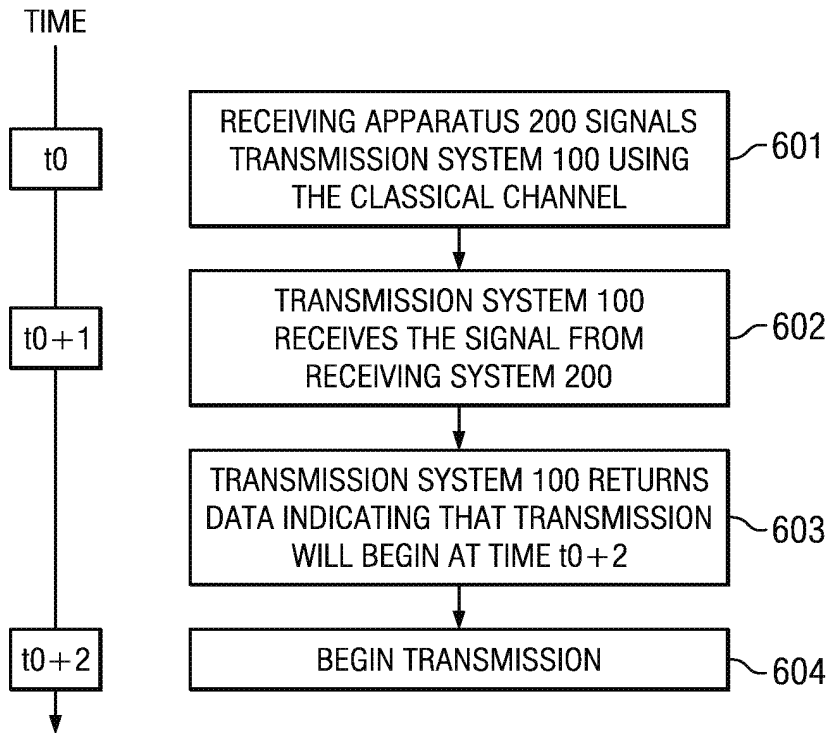 TIME
t0
RECEIVING APPARATUS 200 SIGNALS
TRANSMISSION SYSTEM 100 USING
THE CLASSICAL CHANNEL
601
t0+1
TRANSMISSION SYSTEM 100
RECEIVES THE SIGNAL FROM
RECEIVING SYSTEM 200
602
TRANSMISSION SYSTEM 100 RETURNS
DATA INDICATING THAT TRANSMISSION
WILL BEGIN AT TIME t0+2
603
t0+2
BEGIN TRANSMISSION
604